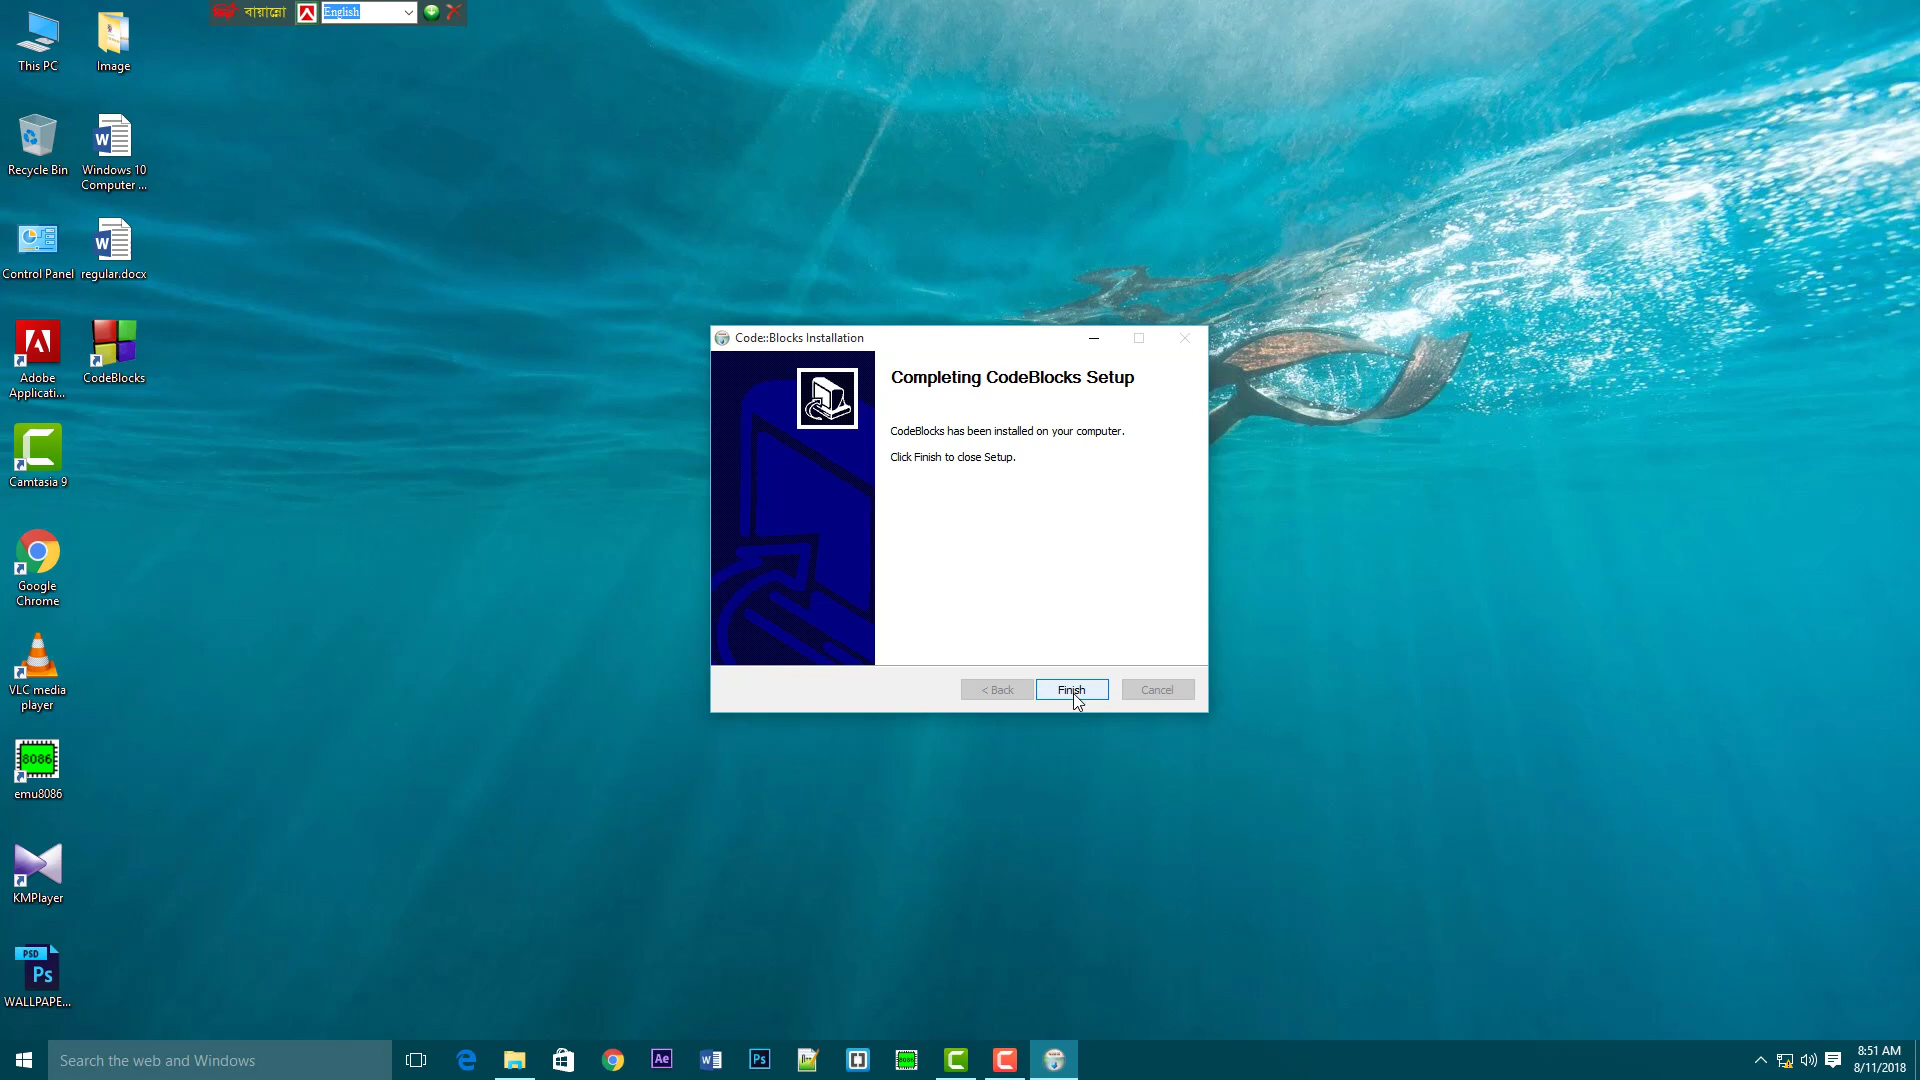 বায়ান্নো
English
This PC
Image
Recycle Bin
Windows 10
Computer ...
Control Panel
regular.docx
Adobe
Applicati...
CodeBlocks
Camtasia 9
Google
Chrome
VLC media
player
8086
emu8086
KMPlayer
PSD
Ps
WALLPAPE...
Code::Blocks Installation
Completing CodeBlocks Setup
CodeBlocks has been installed on your computer.
Click Finish to close Setup.
< Back
Finish
Cancel
Search the web and Windows
Ae
Ps
8086
8:51 AM
8/11/2018